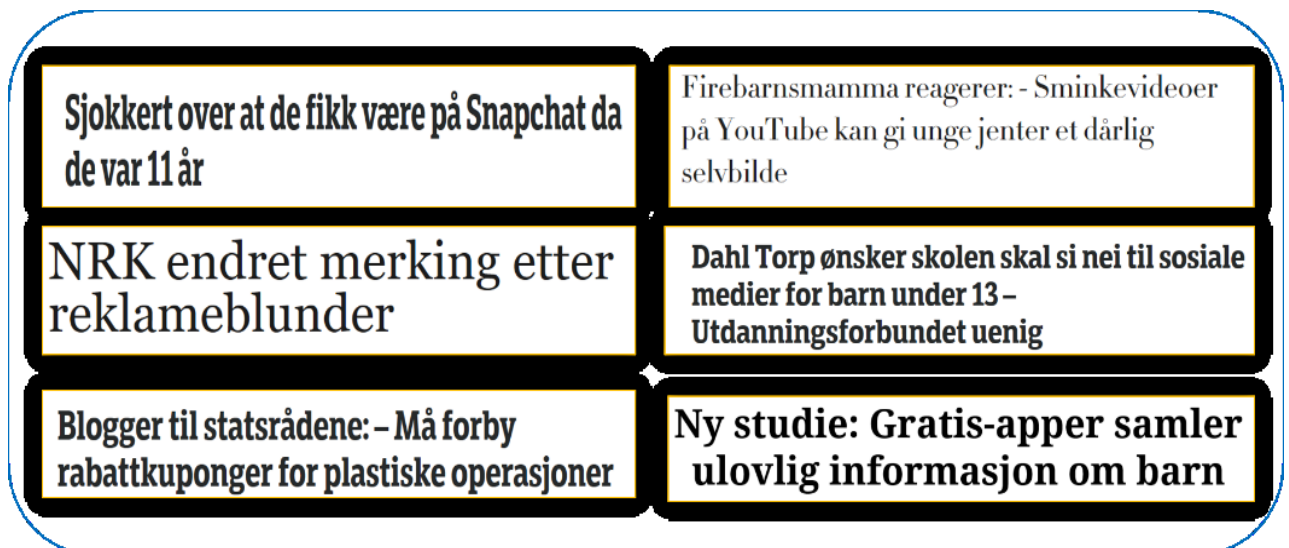 Sjokkert over at de fikk være på Snapchat da
de var 11 år
Firebarnsmamma reagerer: - Sminkevideoer
på YouTube kan gi unge jenter et dårlig
selvbilde
NRK endret merking etter
reklameblunder
Dahl Torp ønsker skolen skal si nei til sosiale
medier for barn under 13 –
Utdanningsforbundet uenig
Blogger til statsrådene: – Må forby
rabattkuponger for plastiske operasjoner
Ny studie: Gratis-apper samler
ulovlig informasjon om barn